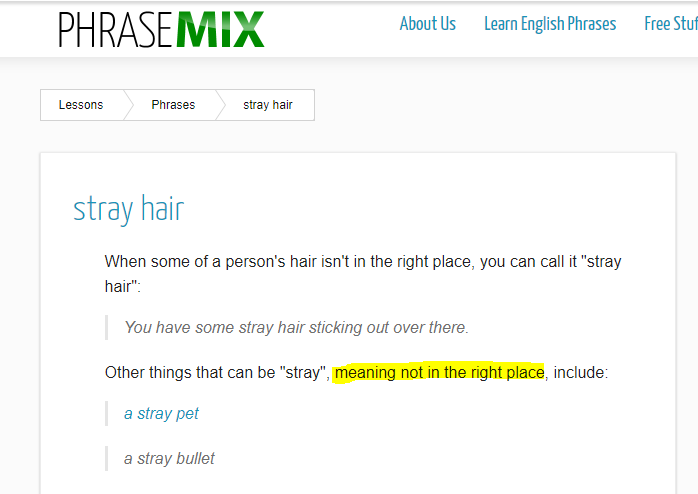 PHRASEMIX
About Us Learn English Phrases Free Stuf
Lessons Phrases stray hair
stray hair
When some of a person's hair isn't in the right place, you can call it "stray
hair":
You have some stray hair sticking out over there.
Other things that can be "stray", meaning not in the right place, include:
a stray pet
a stray bullet